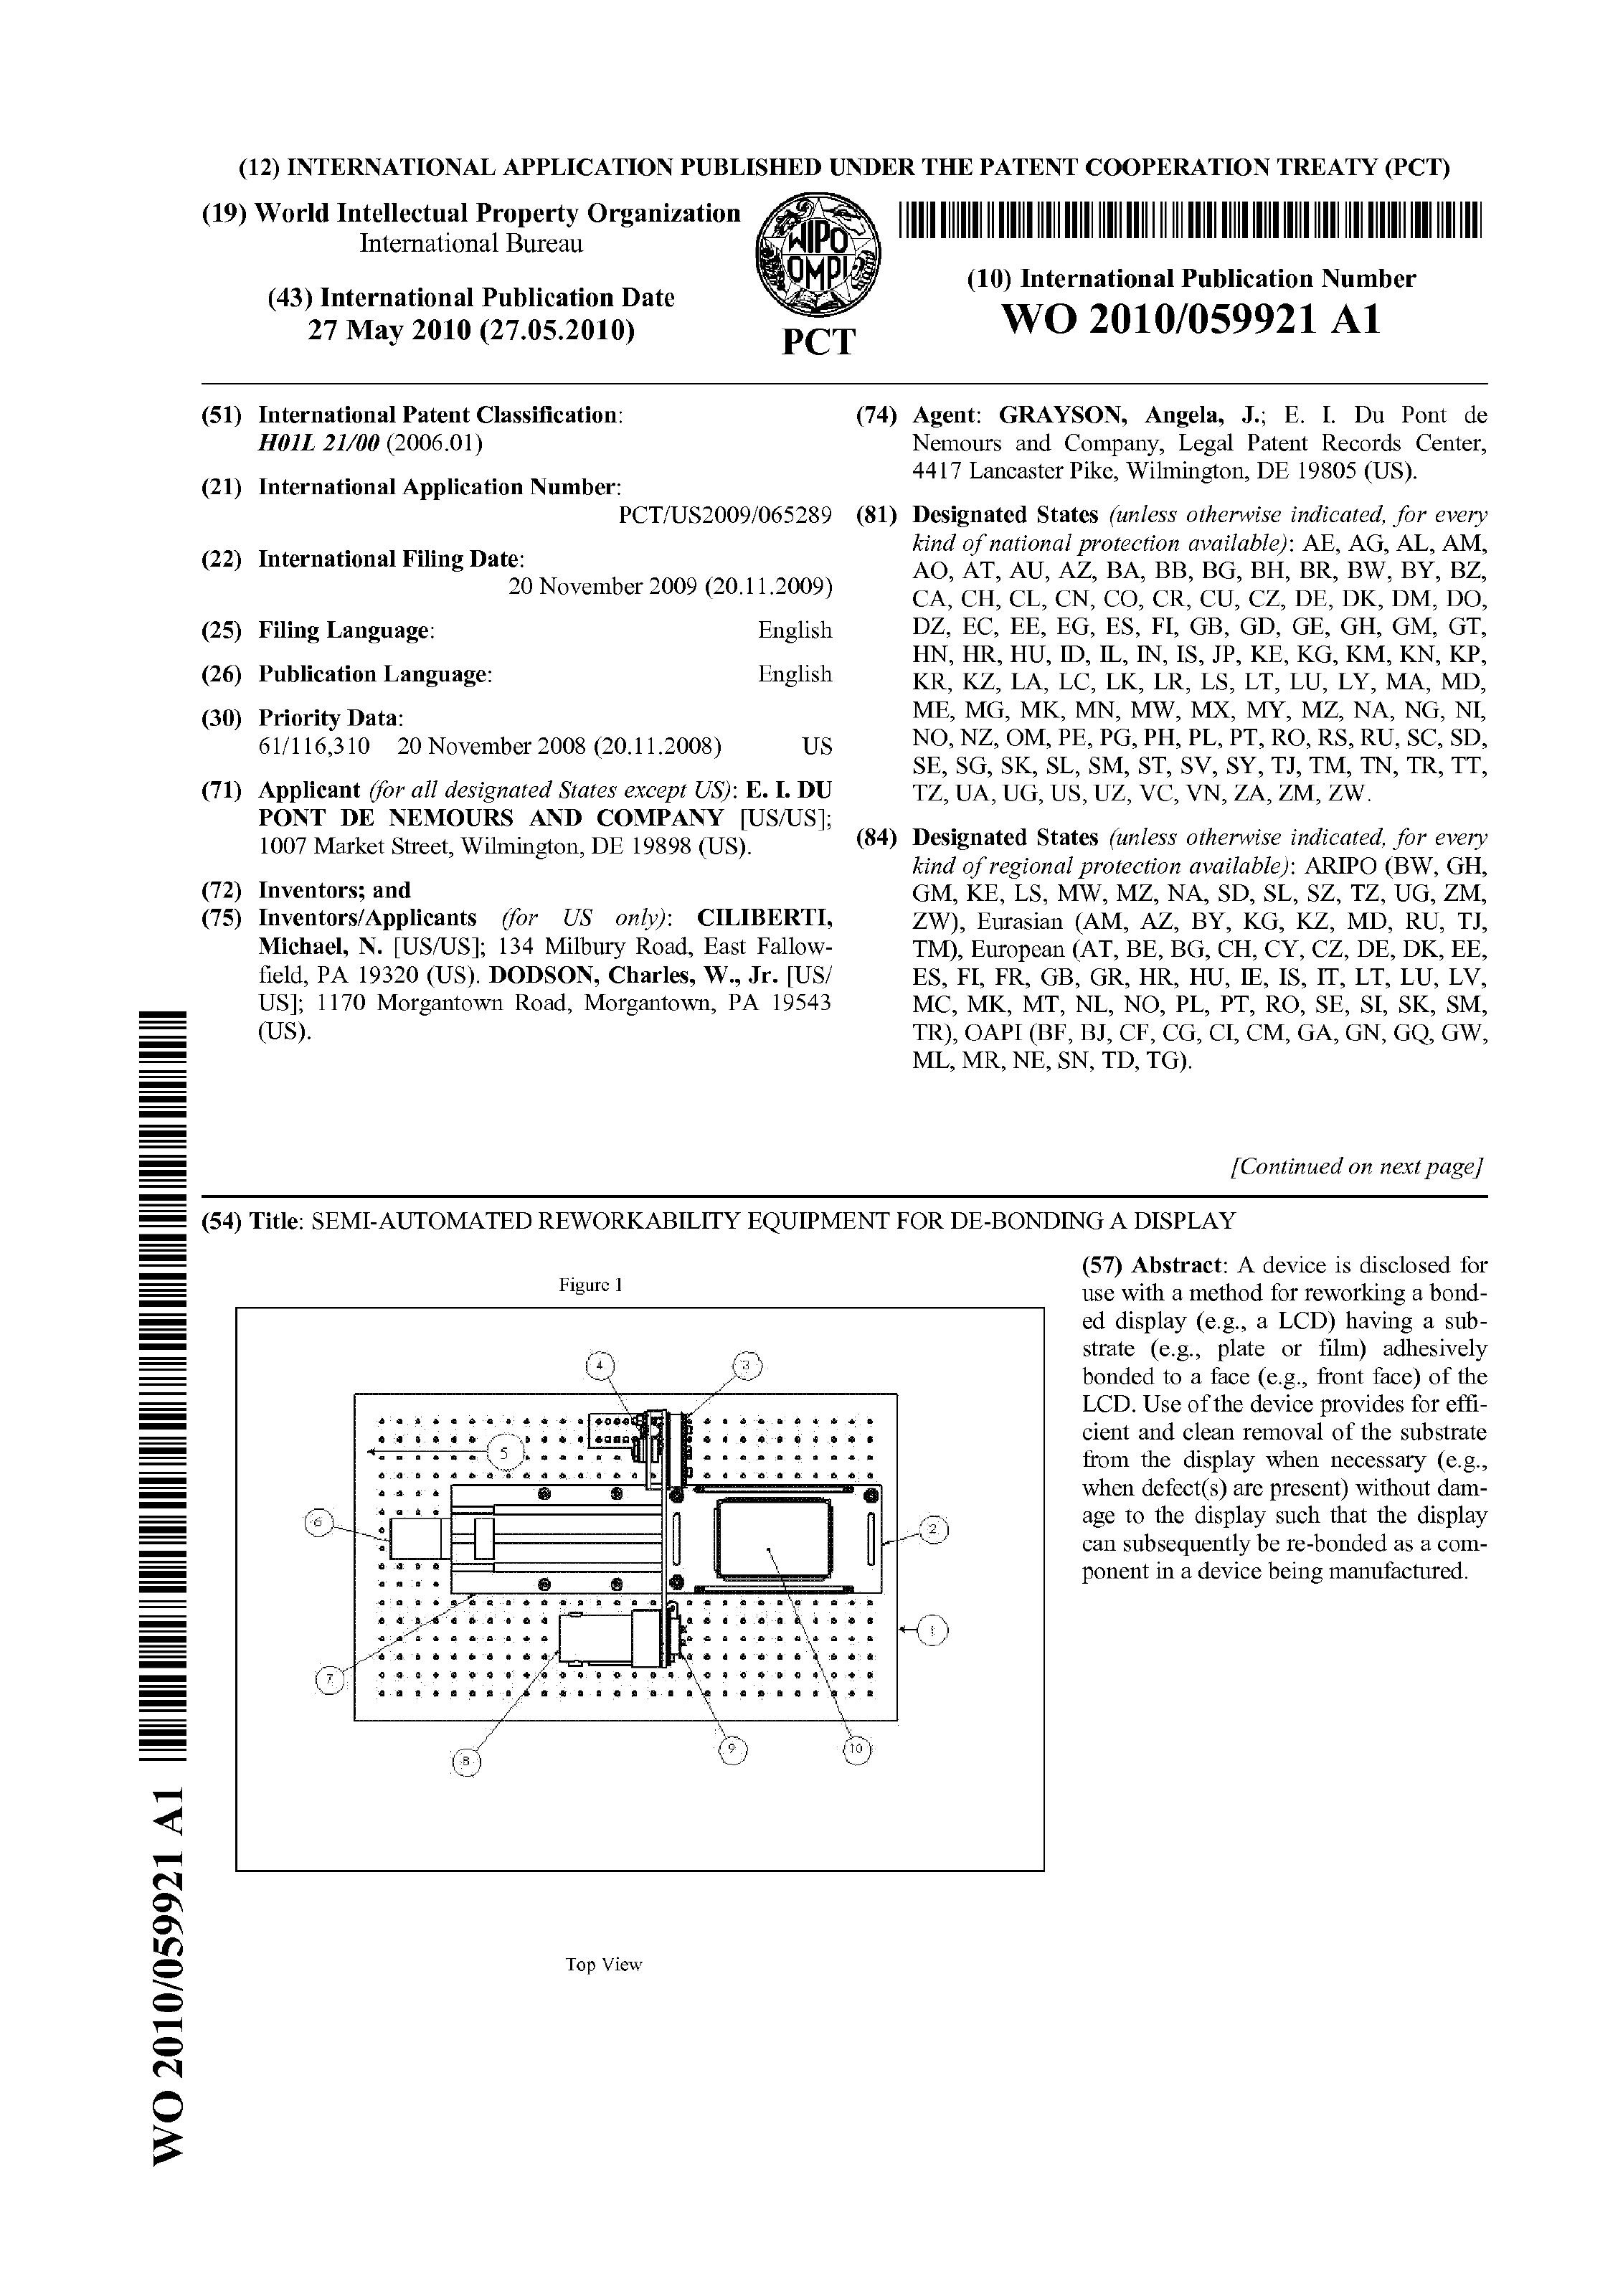 (12) INTERNATIONAL APPLICATION PUBLISHED UNDER THE PATENT COOPERATION TREATY (PCT)
(19) World Intellectual Property Organization
International Bureau
(43) International Publication Date
27 May 2010 (27.05.2010)
WIPO
OMPI
PCT
(10) International Publication Number
WO 2010/059921 A1
(51) International Patent Classification:
H01L 21/00 (2006.01)
(21) International Application Number:
PCT/US2009/065289
(22) International Filing Date:
20 November 2009 (20.11.2009)
(25) Filing Language: English
(26) Publication Language: English
(30) Priority Data:
61/116,310 20 November 2008 (20.11.2008) US
(71) Applicant (for all designated States except US): E. I. DU
PONT DE NEMOURS AND COMPANY [US/US];
1007 Market Street, Wilmington, DE 19898 (US).
(72) Inventors; and
(75) Inventors/Applicants (for US only): CILIBERTI,
Michael, N. [US/US]; 134 Milbury Road, East Fallow-
field, PA 19320 (US). DODSON, Charles, W., Jr. [US/
US]; 1170 Morgantown Road, Morgantown, PA 19543
(US).
(74) Agent: GRAYSON, Angela, J.; E. I. Du Pont de
Nemours and Company, Legal Patent Records Center,
4417 Lancaster Pike, Wilmington, DE 19805 (US).
(81) Designated States (unless otherwise indicated, for every
kind of national protection available): AE, AG, AL, AM,
AO, AT, AU, AZ, BA, BB, BG, BH, BR, BW, BY, BZ,
CA, CH, CL, CN, CO, CR, CU, CZ, DE, DK, DM, DO,
DZ, EC, EE, EG, ES, FI, GB, GD, GE, GH, GM, GT,
HN, HR, HU, ID, IL, IN, IS, JP, KE, KG, KM, KN, KP,
KR, KZ, LA, LC, LK, LR, LS, LT, LU, LY, MA, MD,
ME, MG, MK, MN, MW, MX, MY, MZ, NA, NG, NI,
NO, NZ, OM, PE, PG, PH, PL, PT, RO, RS, RU, SC, SD,
SE, SG, SK, SL, SM, ST, SV, SY, TJ, TM, TN, TR, TT,
TZ, UA, UG, US, UZ, VC, VN, ZA, ZM, ZW.
(84) Designated States (unless otherwise indicated, for every
kind of regional protection available): ARIPO (BW, GH,
GM, KE, LS, MW, MZ, NA, SD, SL, SZ, TZ, UG, ZM,
ZW), Eurasian (AM, AZ, BY, KG, KZ, MD, RU, TJ,
TM), European (AT, BE, BG, CH, CY, CZ, DE, DK, EE,
ES, FI, FR, GB, GR, HR, HU, IE, IS, IT, LT, LU, LV,
MC, MK, MT, NL, NO, PL, PT, RO, SE, SI, SK, SM,
TR), OAPI (BF, BJ, CF, CG, CI, CM, GA, GN, GQ, GW,
ML, MR, NE, SN, TD, TG).
[Continued on next page]
(54) Title: SEMI-AUTOMATED REWORKABILITY EQUIPMENT FOR DE-BONDING A DISPLAY
Figure 1
4
3
5
6
2
1
7
8
9
10
Top View
(57) Abstract: A device is disclosed for
use with a method for reworking a bond-
ed display (e.g., a LCD) having a sub-
strate (e.g., plate or film) adhesively
bonded to a face (e.g., front face) of the
LCD. Use of the device provides for effi-
cient and clean removal of the substrate
from the display when necessary (e.g.,
when defect(s) are present) without dam-
age to the display such that the display
can subsequently be re-bonded as a com-
ponent in a device being manufactured.
WO 2010/059921 A1